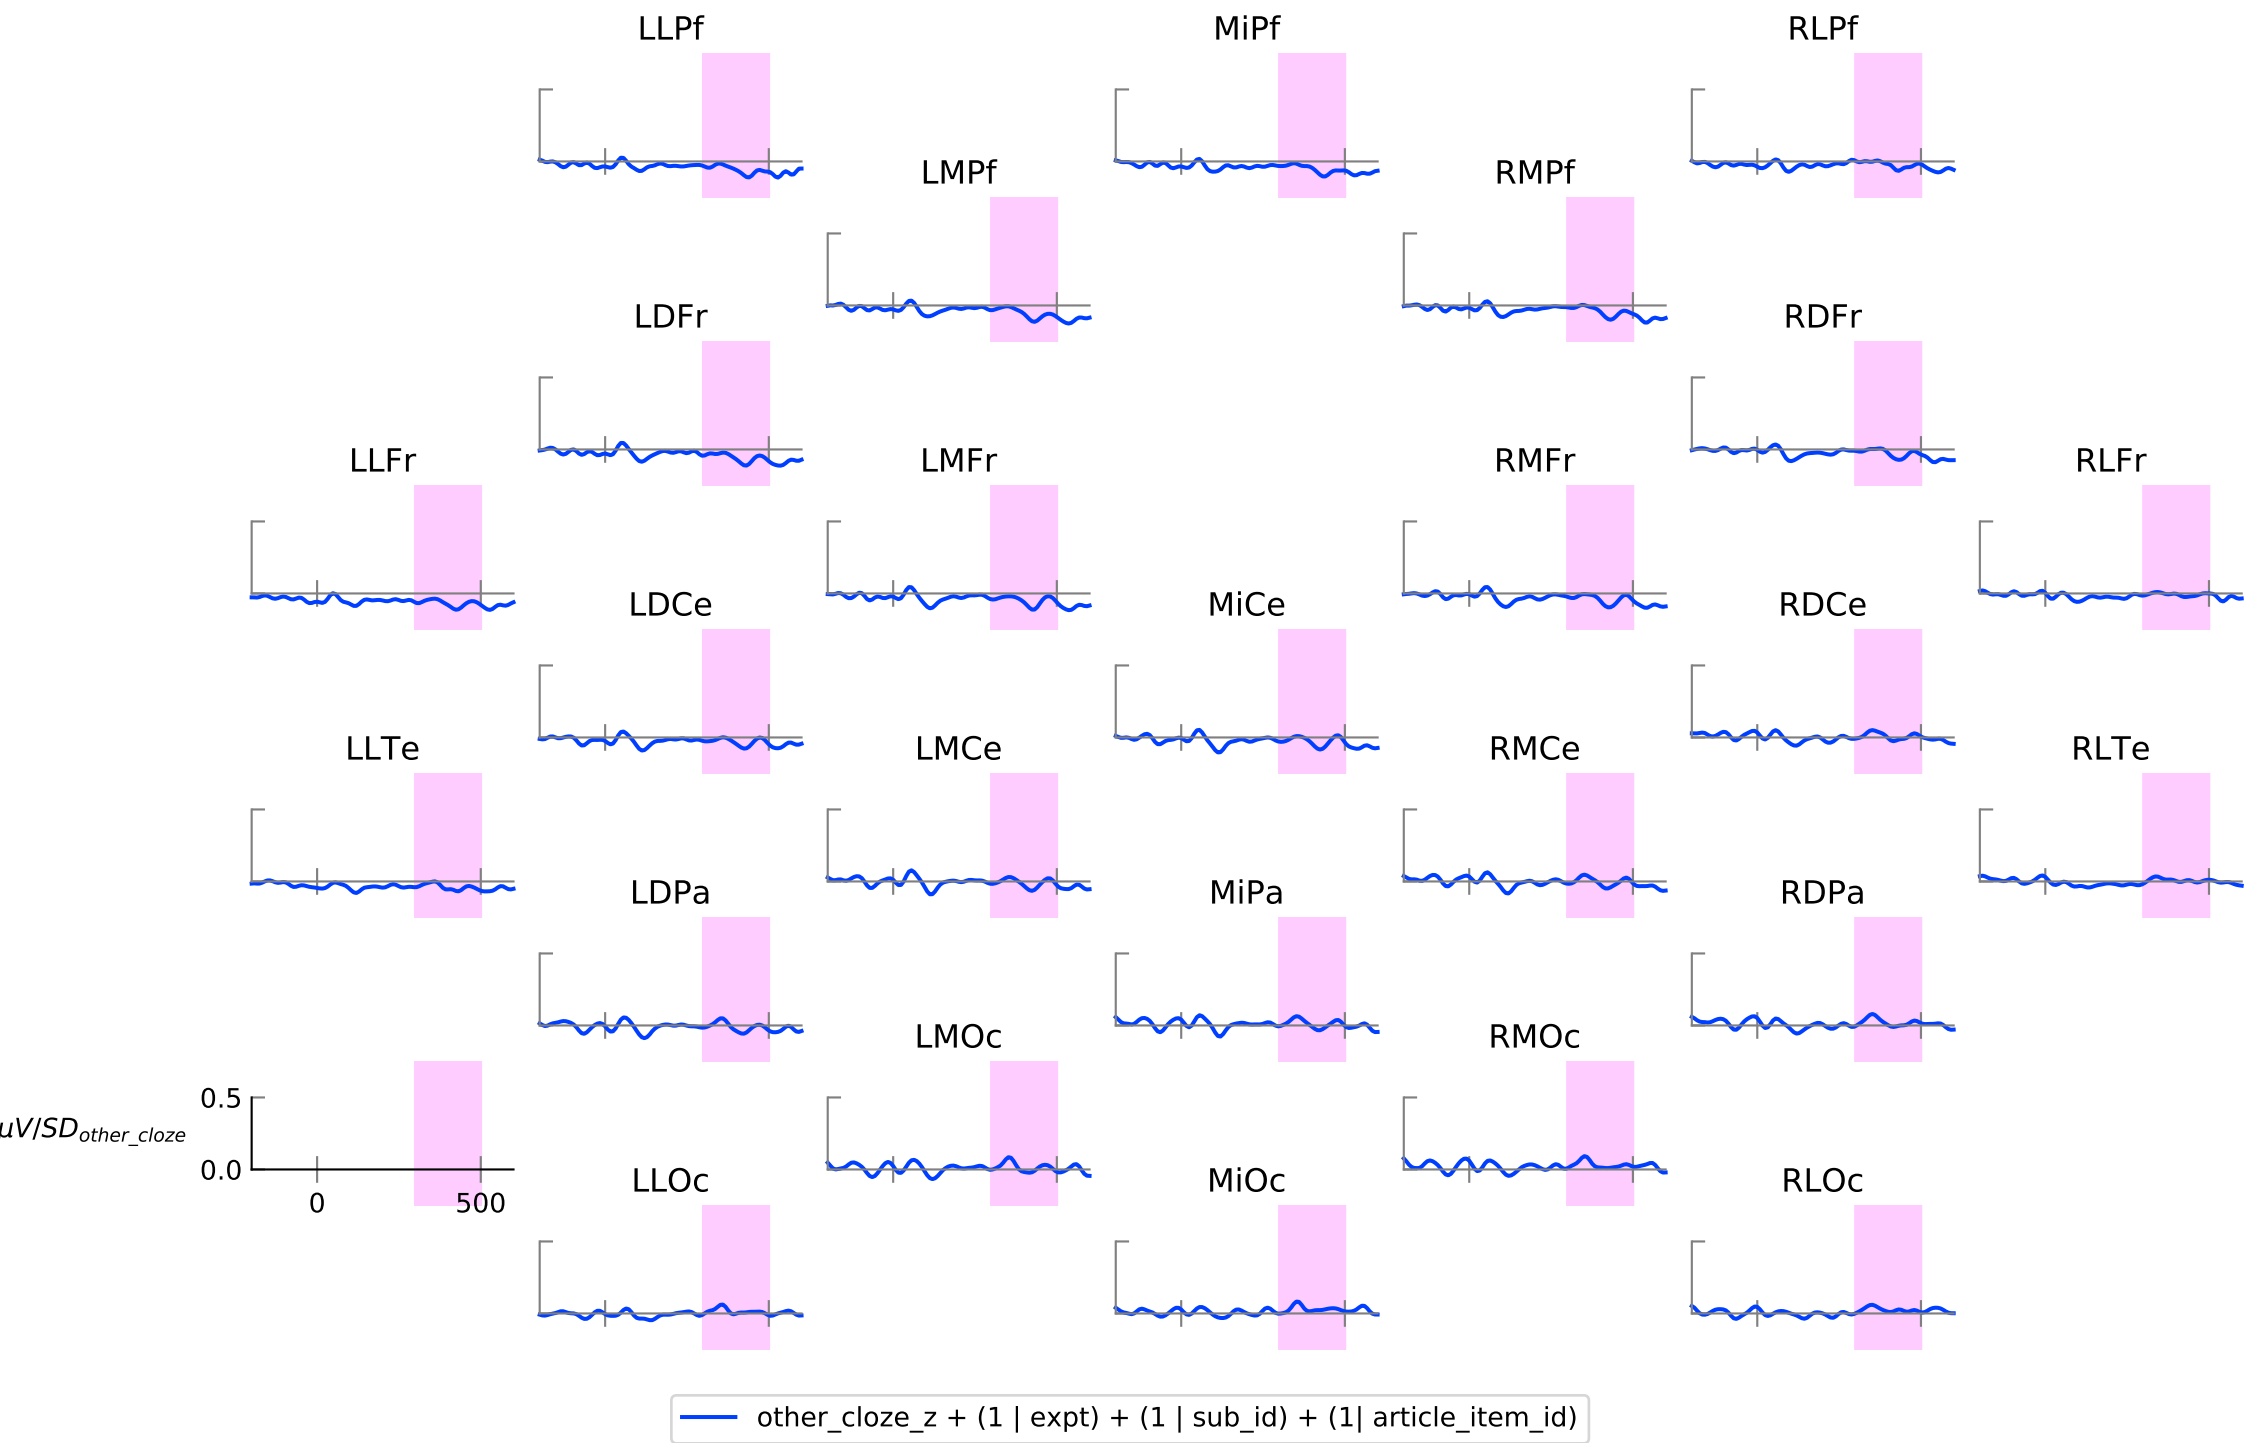 LLPf
MiPf
RLPf
LMPf
RMPf
LDFr
RDFr
LLFr
LMFr
RMFr
RLFr
LDCe
MiCe
RDCe
LLTe
LMCe
RMCe
RLTe
LDPa
MiPa
RDPa
LMOc
RMOc
0.5
μV/SDother_cloze
0.0
0
500
LLOc
MiOc
RLOc
other_cloze_z + (1 | expt) + (1 | sub_id) + (1| article_item_id)